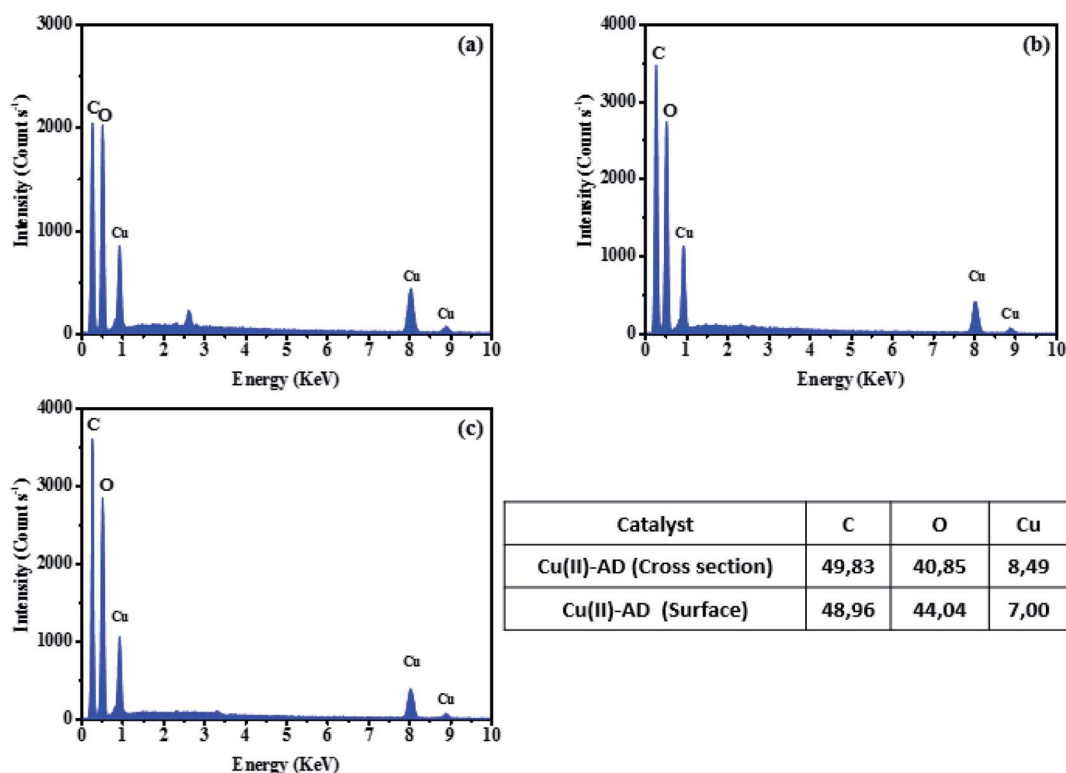 3000
(a)
C
O
2000
Intensity (Count s⁻¹)
Cu
1000
Cu
Cu
0
0 1 2 3 4 5 6 7 8 9 10
Energy (KeV)
4000
(b)
C
3000
O
Intensity (Count s⁻¹)
2000
Cu
1000
Cu
Cu
0
0 1 2 3 4 5 6 7 8 9 10
Energy (KeV)
4000
C
(c)
3000
O
Intensity (Count s⁻¹)
2000
Cu
1000
Cu
Cu
0
0 1 2 3 4 5 6 7 8 9 10
Energy (KeV)
Catalyst C O Cu
Cu(II)-AD (Cross section) 49,83 40,85 8,49
Cu(II)-AD (Surface) 48,96 44,04 7,00